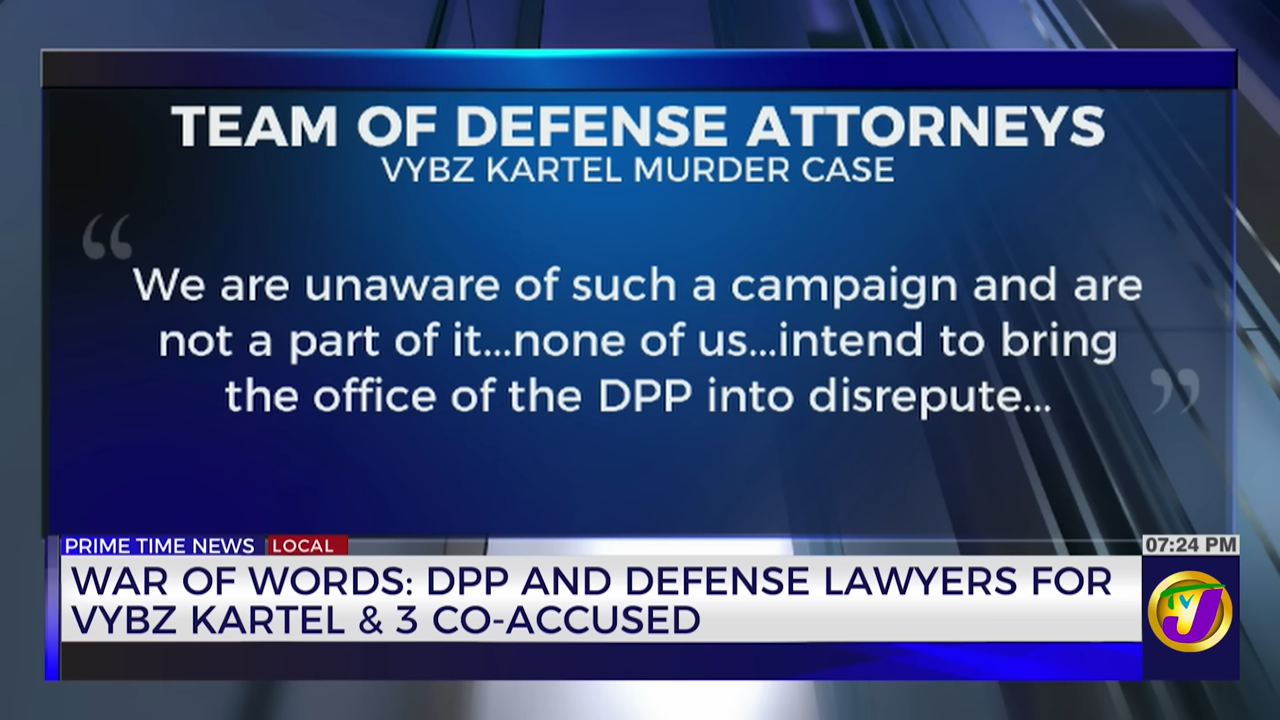 TEAM OF DEFENSE ATTORNEYS
VYBZ KARTEL MURDER CASE
“
We are unaware of such a campaign and are
not a part of it...none of us...intend to bring
the office of the DPP into disrepute...
”
PRIME TIME NEWS LOCAL
07:24 PM
WAR OF WORDS: DPP AND DEFENSE LAWYERS FOR
VYBZ KARTEL & 3 CO-ACCUSED
TVJ